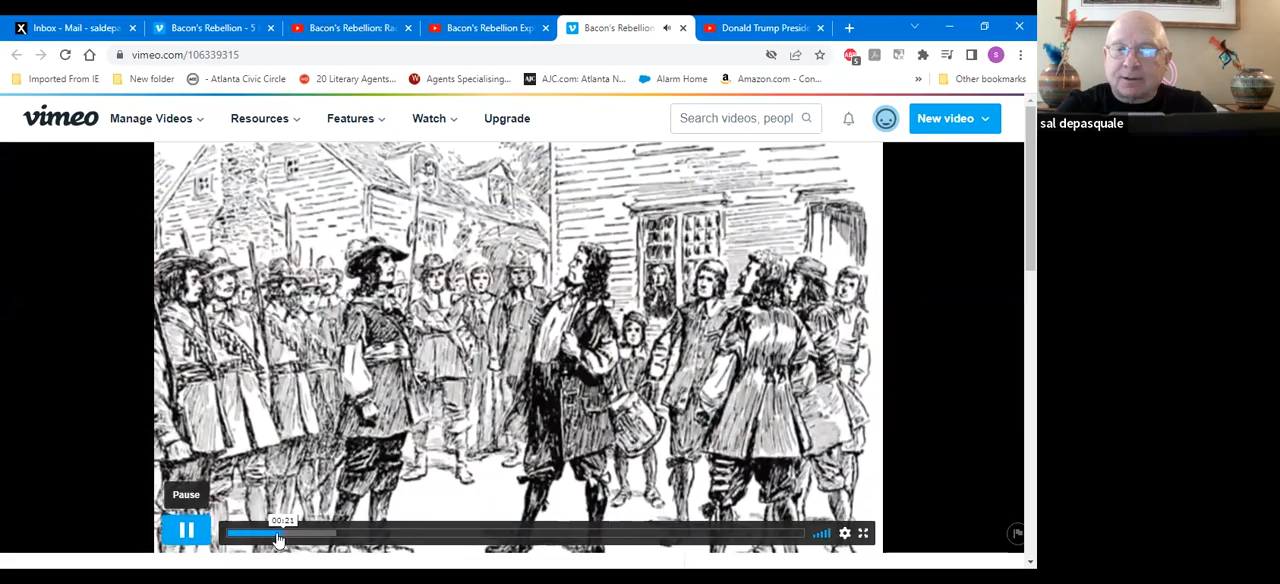 Inbox - Mail - saldepa
Bacon's Rebellion - 5
Bacon's Rebellion: Ra
Bacon's Rebellion Exp
Bacon's Rebellion
Donald Trump Preside
vimeo.com/106339315
5
S
Imported From IE
New folder
- Atlanta Civic Circle
20 Literary Agents...
Agents Specialising...
AJC
AJC.com: Atlanta N...
Alarm Home
Amazon.com - Con...
»
Other bookmarks
vimeo
Manage Videos
Resources
Features
Watch
Upgrade
Search videos, peopl
New video
sal depasquale
Pause
00:21